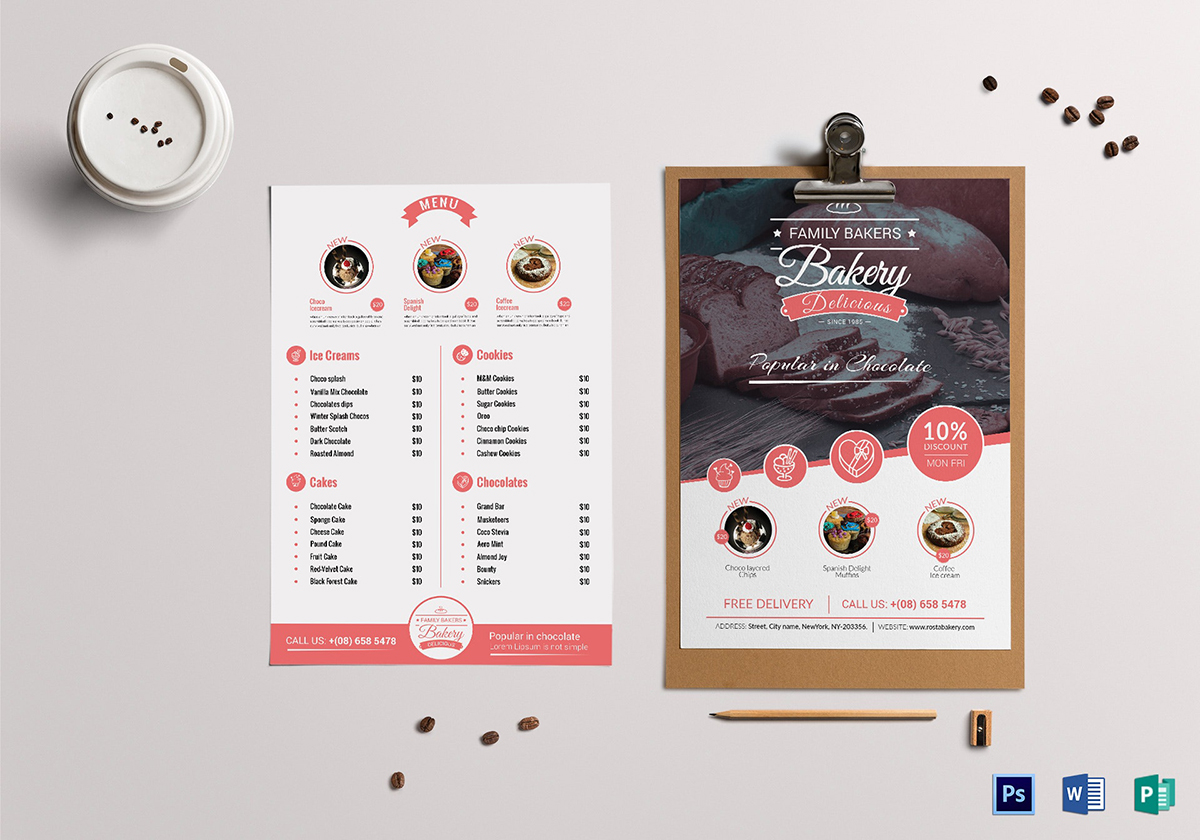 MENU
NEW
NEW
NEW
Choco
Icecream
$20
Spanish
Delight
$20
Coffee
Icecream
$20
Ice Creams
Choco splash $10
Vanilla Mix Chocolate $10
Chocolates dips $10
Winter Splash Chocos $10
Butter Scotch $10
Dark Chocolate $10
Roasted Almond $10
Cookies
M&M Cookies $10
Butter Cookies $10
Sugar Cookies $10
Oroo $10
Choco chip Cookies $10
Cinnamon Cookies $10
Cashew Cookies $10
Cakes
Chocolate Cake $10
Sponge Cake $10
Cheese Cake $10
Pound Cake $10
Fruit Cake $10
Red-Velvet Cake $10
Black Forest Cake $10
Chocolates
Grand Bar $10
Musketeers $10
Coco Stevia $10
Aero Mint $10
Almond Joy $10
Bounty $10
Snickers $10
CALL US: +(08) 658 5478
FAMILY BAKERS
Bakery
DELICIOUS
Popular in chocolate
Lorem Liosum is not simple
FAMILY BAKERS
Bakery
Delicious
SINCE 1985
Popular in Chocolate
10%
DISCOUNT
MON FRI
NEW
$20
Choco layered
Chips
NEW
$20
Spanish Delight
Muffins
NEW
$20
Coffee
Ice cream
FREE DELIVERY
CALL US: +(08) 658 5478
ADDRESS: Street, City name, NewYork, NY-203356.
WEBSITE: www.rostabakery.com
Ps
W
P